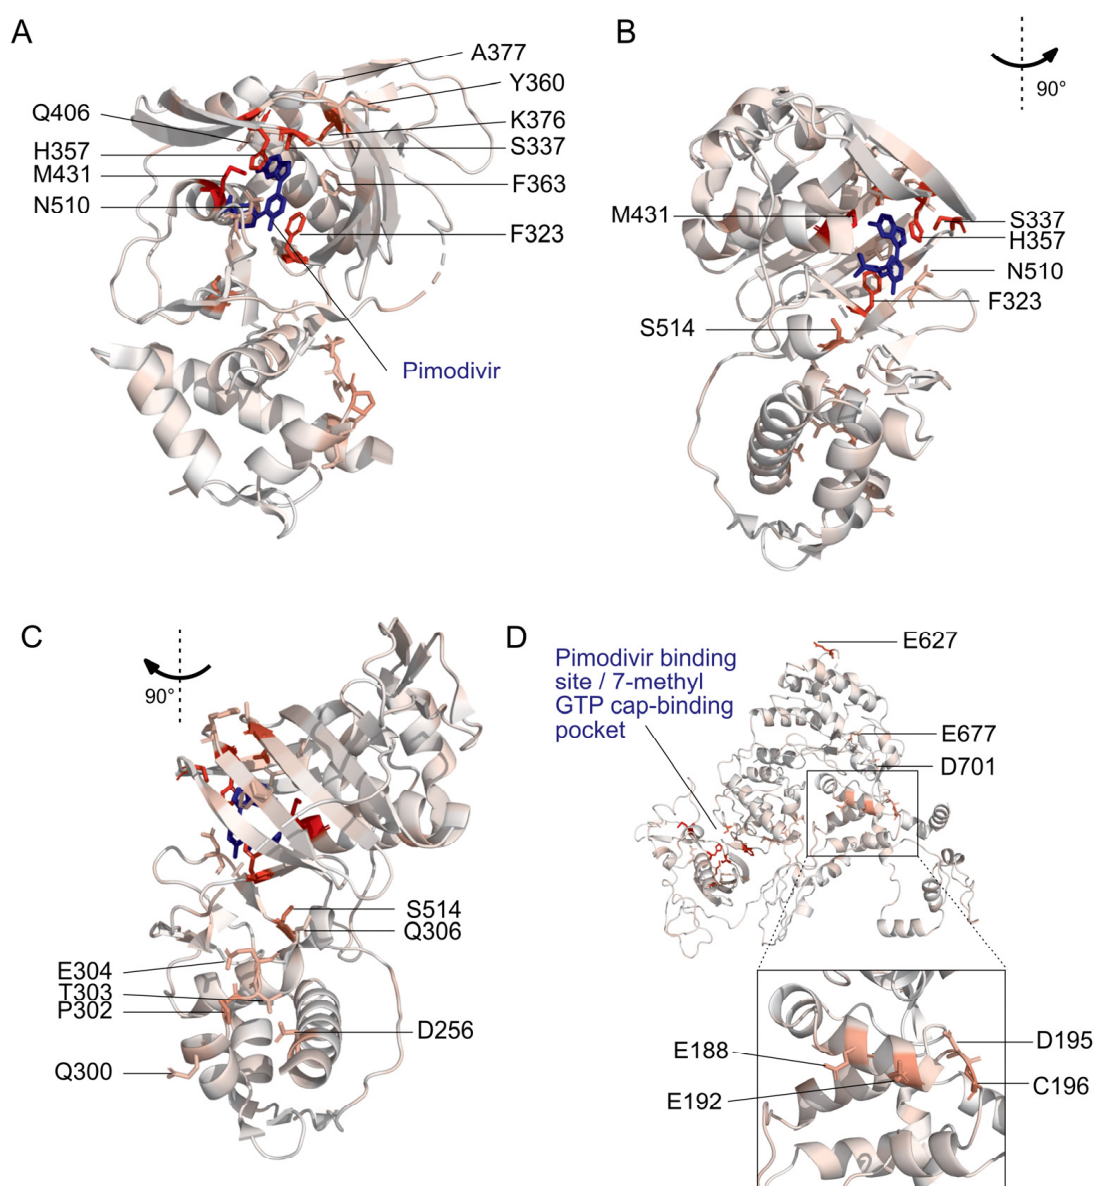 A
A377
Y360
Q406
K376
H357
S337
M431
F363
N510
F323
Pimodivir
B
90°
M431
S337
H357
N510
F323
S514
C
90°
S514
Q306
E304
T303
P302
D256
Q300
D
E627
Pimodivir binding
site / 7-methyl
GTP cap-binding
pocket
E677
D701
E188
D195
E192
C196